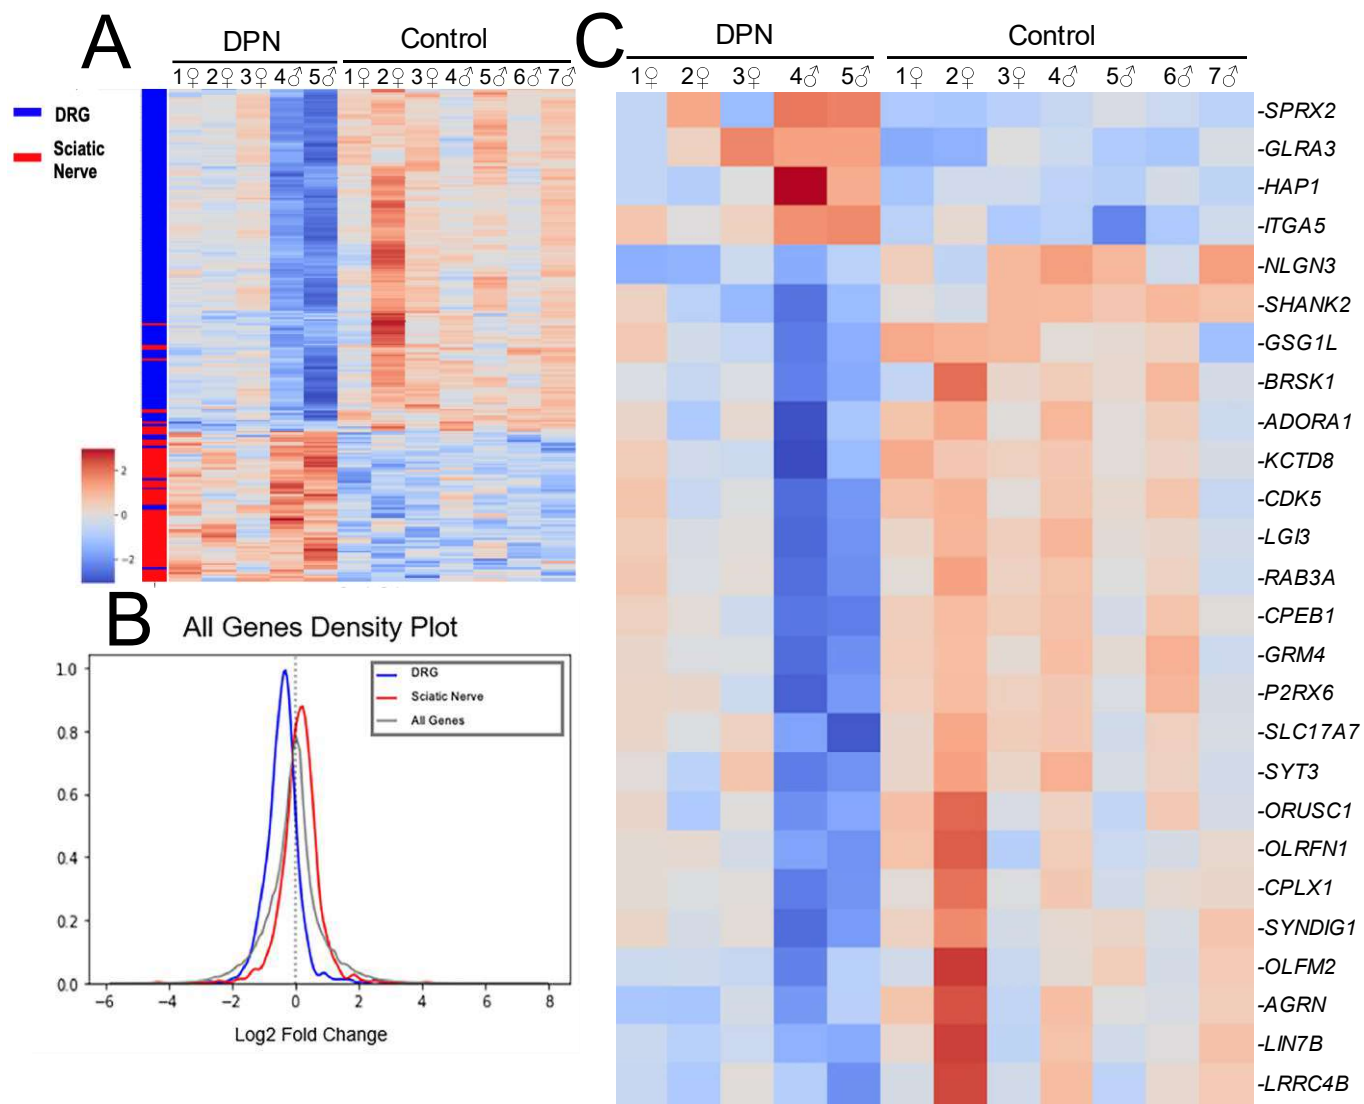 A
DPN
Control
1♀ 2♀ 3♀ 4♂ 5♂ 1♀ 2♀ 3♀ 4♂ 5♂ 6♂ 7♂
DRG
Sciatic
Nerve
2
0
−2
B
All Genes Density Plot
DRG
Sciatic Nerve
All Genes
1.0
0.8
0.6
0.4
0.2
0.0
−6 −4 −2 0 2 4 6 8
Log2 Fold Change
C
DPN
Control
1♀ 2♀ 3♀ 4♂ 5♂ 1♀ 2♀ 3♀ 4♂ 5♂ 6♂ 7♂
-SPRX2
-GLRA3
-HAP1
-ITGA5
-NLGN3
-SHANK2
-GSG1L
-BRSK1
-ADORA1
-KCTD8
-CDK5
-LGI3
-RAB3A
-CPEB1
-GRM4
-P2RX6
-SLC17A7
-SYT3
-ORUSC1
-OLRFN1
-CPLX1
-SYNDIG1
-OLFM2
-AGRN
-LIN7B
-LRRC4B